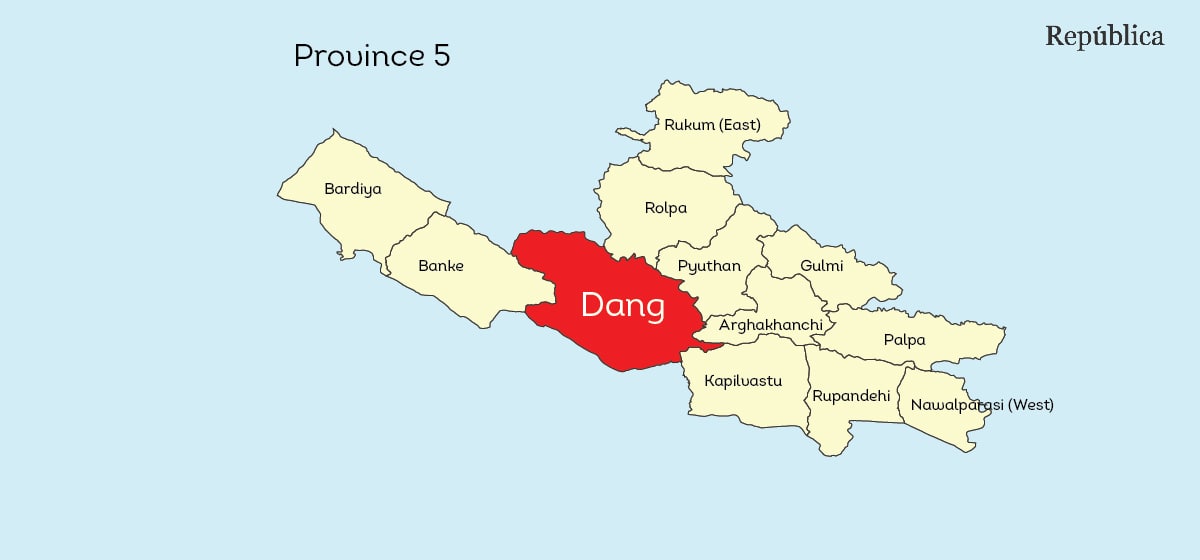 República
Province 5
Rukum (East)
Bardiya
Rolpa
Banke
Pyuthan
Gulmi
Dang
Arghakhanchi
Palpa
Kapilvastu
Rupandehi
Nawalparasi (West)